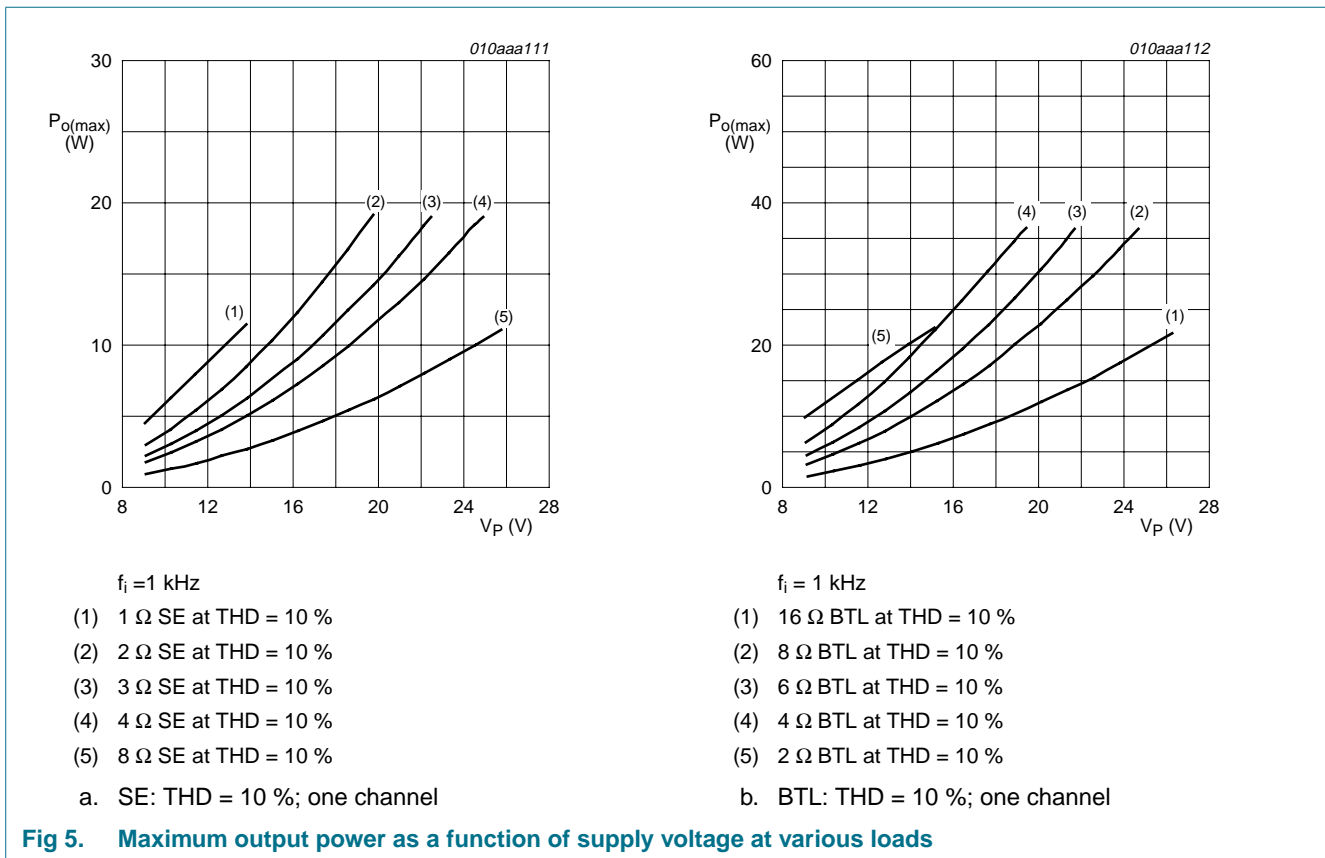 010aaa111
30
20
10
0
Po(max)
(W)
(1)
(2)
(3)
(4)
(5)
8
12
16
20
24
28
VP (V)
fi =1 kHz
(1) 1 Ω SE at THD = 10 %
(2) 2 Ω SE at THD = 10 %
(3) 3 Ω SE at THD = 10 %
(4) 4 Ω SE at THD = 10 %
(5) 8 Ω SE at THD = 10 %
a. SE: THD = 10 %; one channel
010aaa112
60
40
20
0
Po(max)
(W)
(4)
(3)
(2)
(5)
(1)
8
12
16
20
24
28
VP (V)
fi = 1 kHz
(1) 16 Ω BTL at THD = 10 %
(2) 8 Ω BTL at THD = 10 %
(3) 6 Ω BTL at THD = 10 %
(4) 4 Ω BTL at THD = 10 %
(5) 2 Ω BTL at THD = 10 %
b. BTL: THD = 10 %; one channel
Fig 5. Maximum output power as a function of supply voltage at various loads